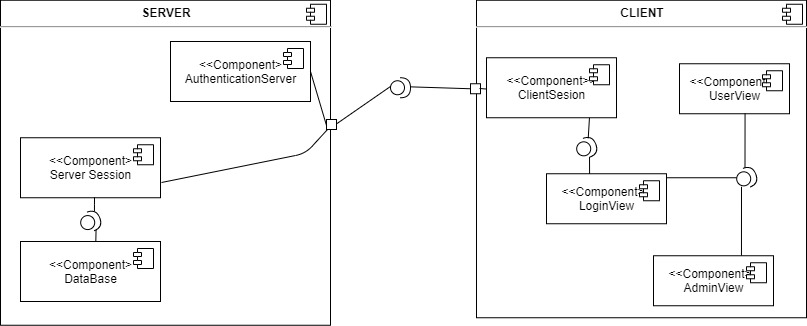 SERVER
<<Component>
AuthenticationServer
<<Component>
Server Session
<<Component>
DataBase
CLIENT
<<Component>
ClientSesion
<<Component>
UserView
<<Component>
LoginView
<<Component>
AdminView